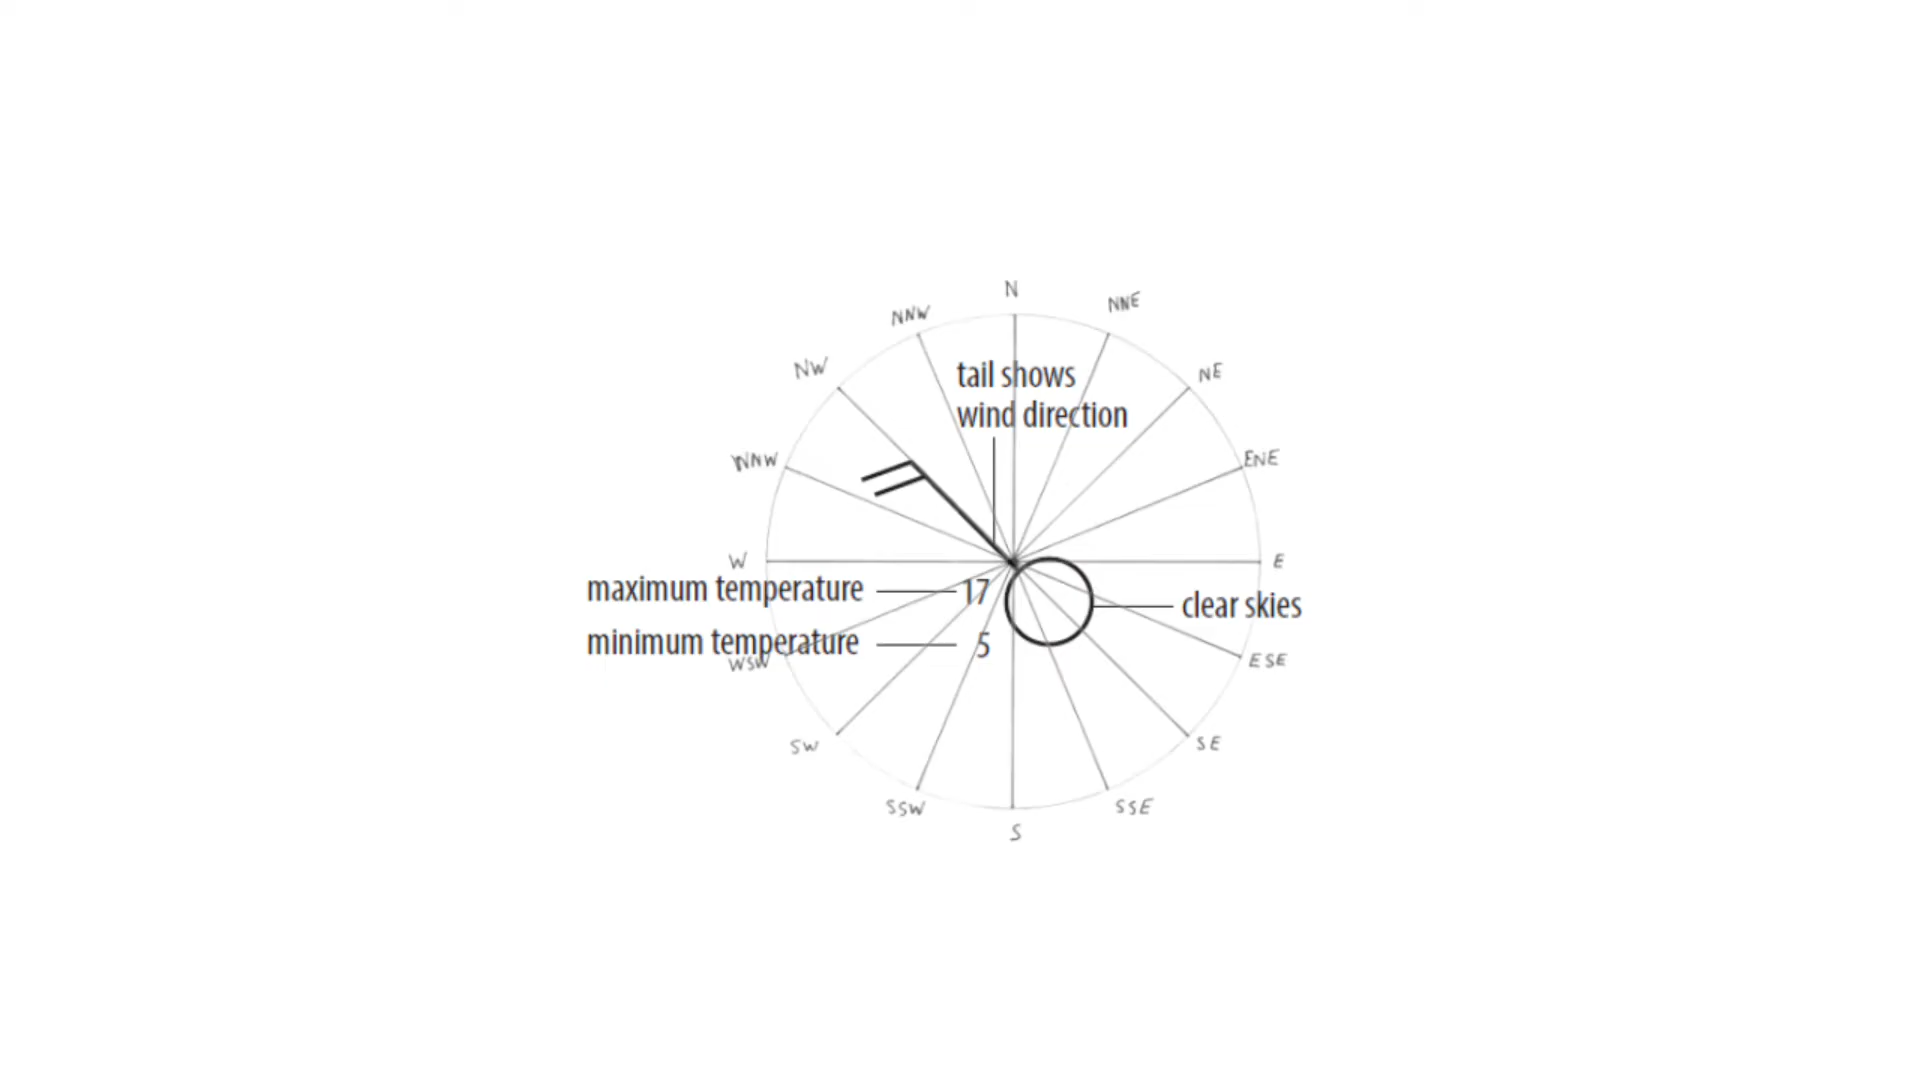 N
NNW
NNE
NW
NE
tail shows
wind direction
WNW
ENE
W
E
maximum temperature
17
clear skies
minimum temperature
5
WSW
ESE
SW
SE
SSW
SSE
S